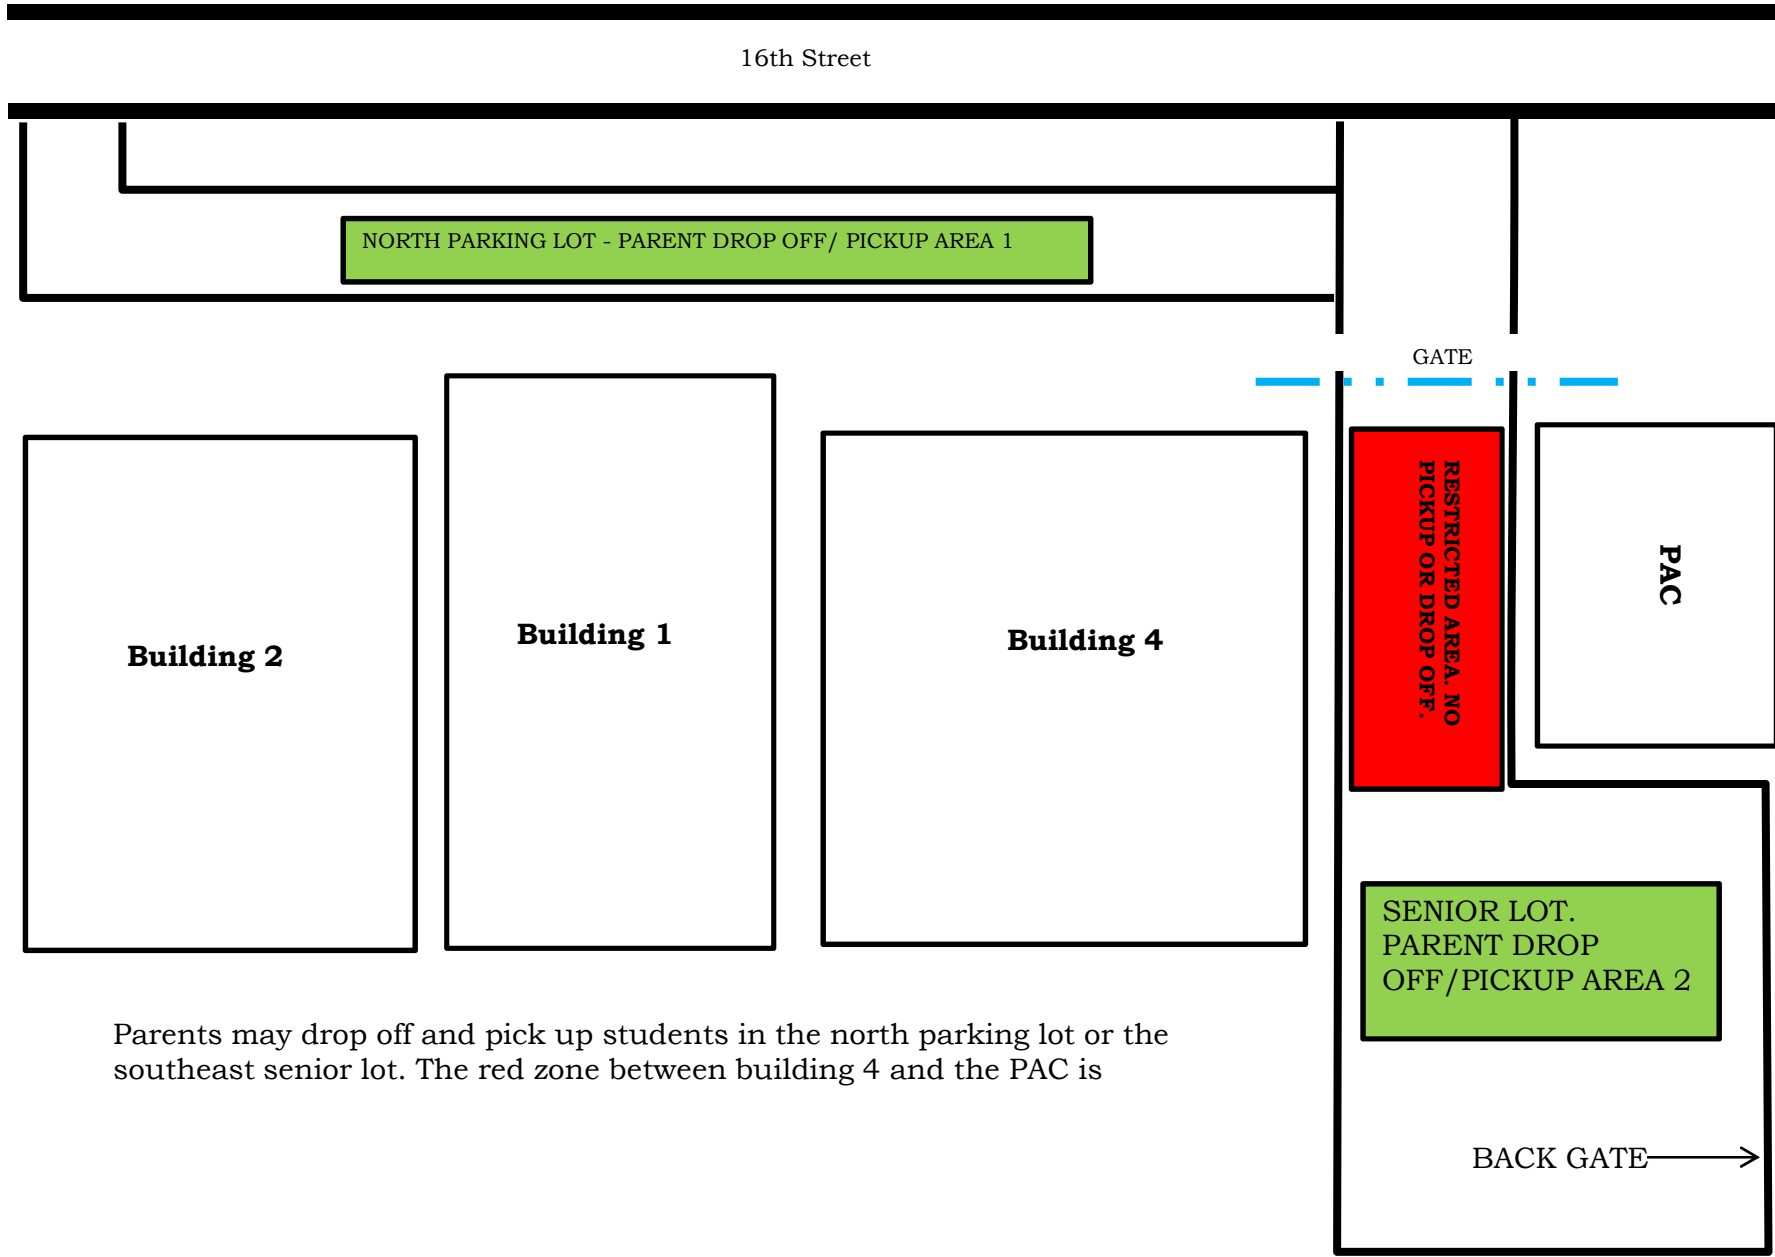 16th Street
NORTH PARKING LOT - PARENT DROP OFF/ PICKUP AREA 1
GATE
RESTRICTED AREA. NO
PICKUP OR DROP OFF.
PAC
Building 2
Building 1
Building 4
SENIOR LOT.
PARENT DROP
OFF/PICKUP AREA 2
Parents may drop off and pick up students in the north parking lot or the
southeast senior lot. The red zone between building 4 and the PAC is
BACK GATE